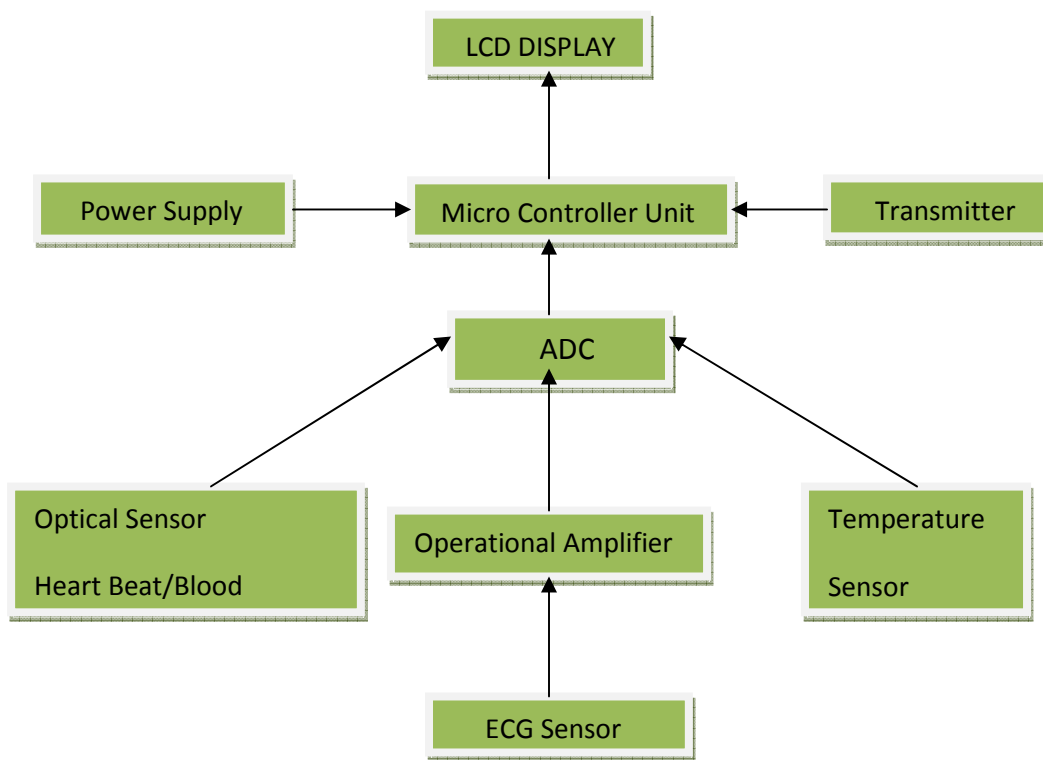 LCD DISPLAY
Power Supply
Micro Controller Unit
Transmitter
ADC
Optical Sensor
Heart Beat/Blood
Operational Amplifier
Temperature
Sensor
ECG Sensor